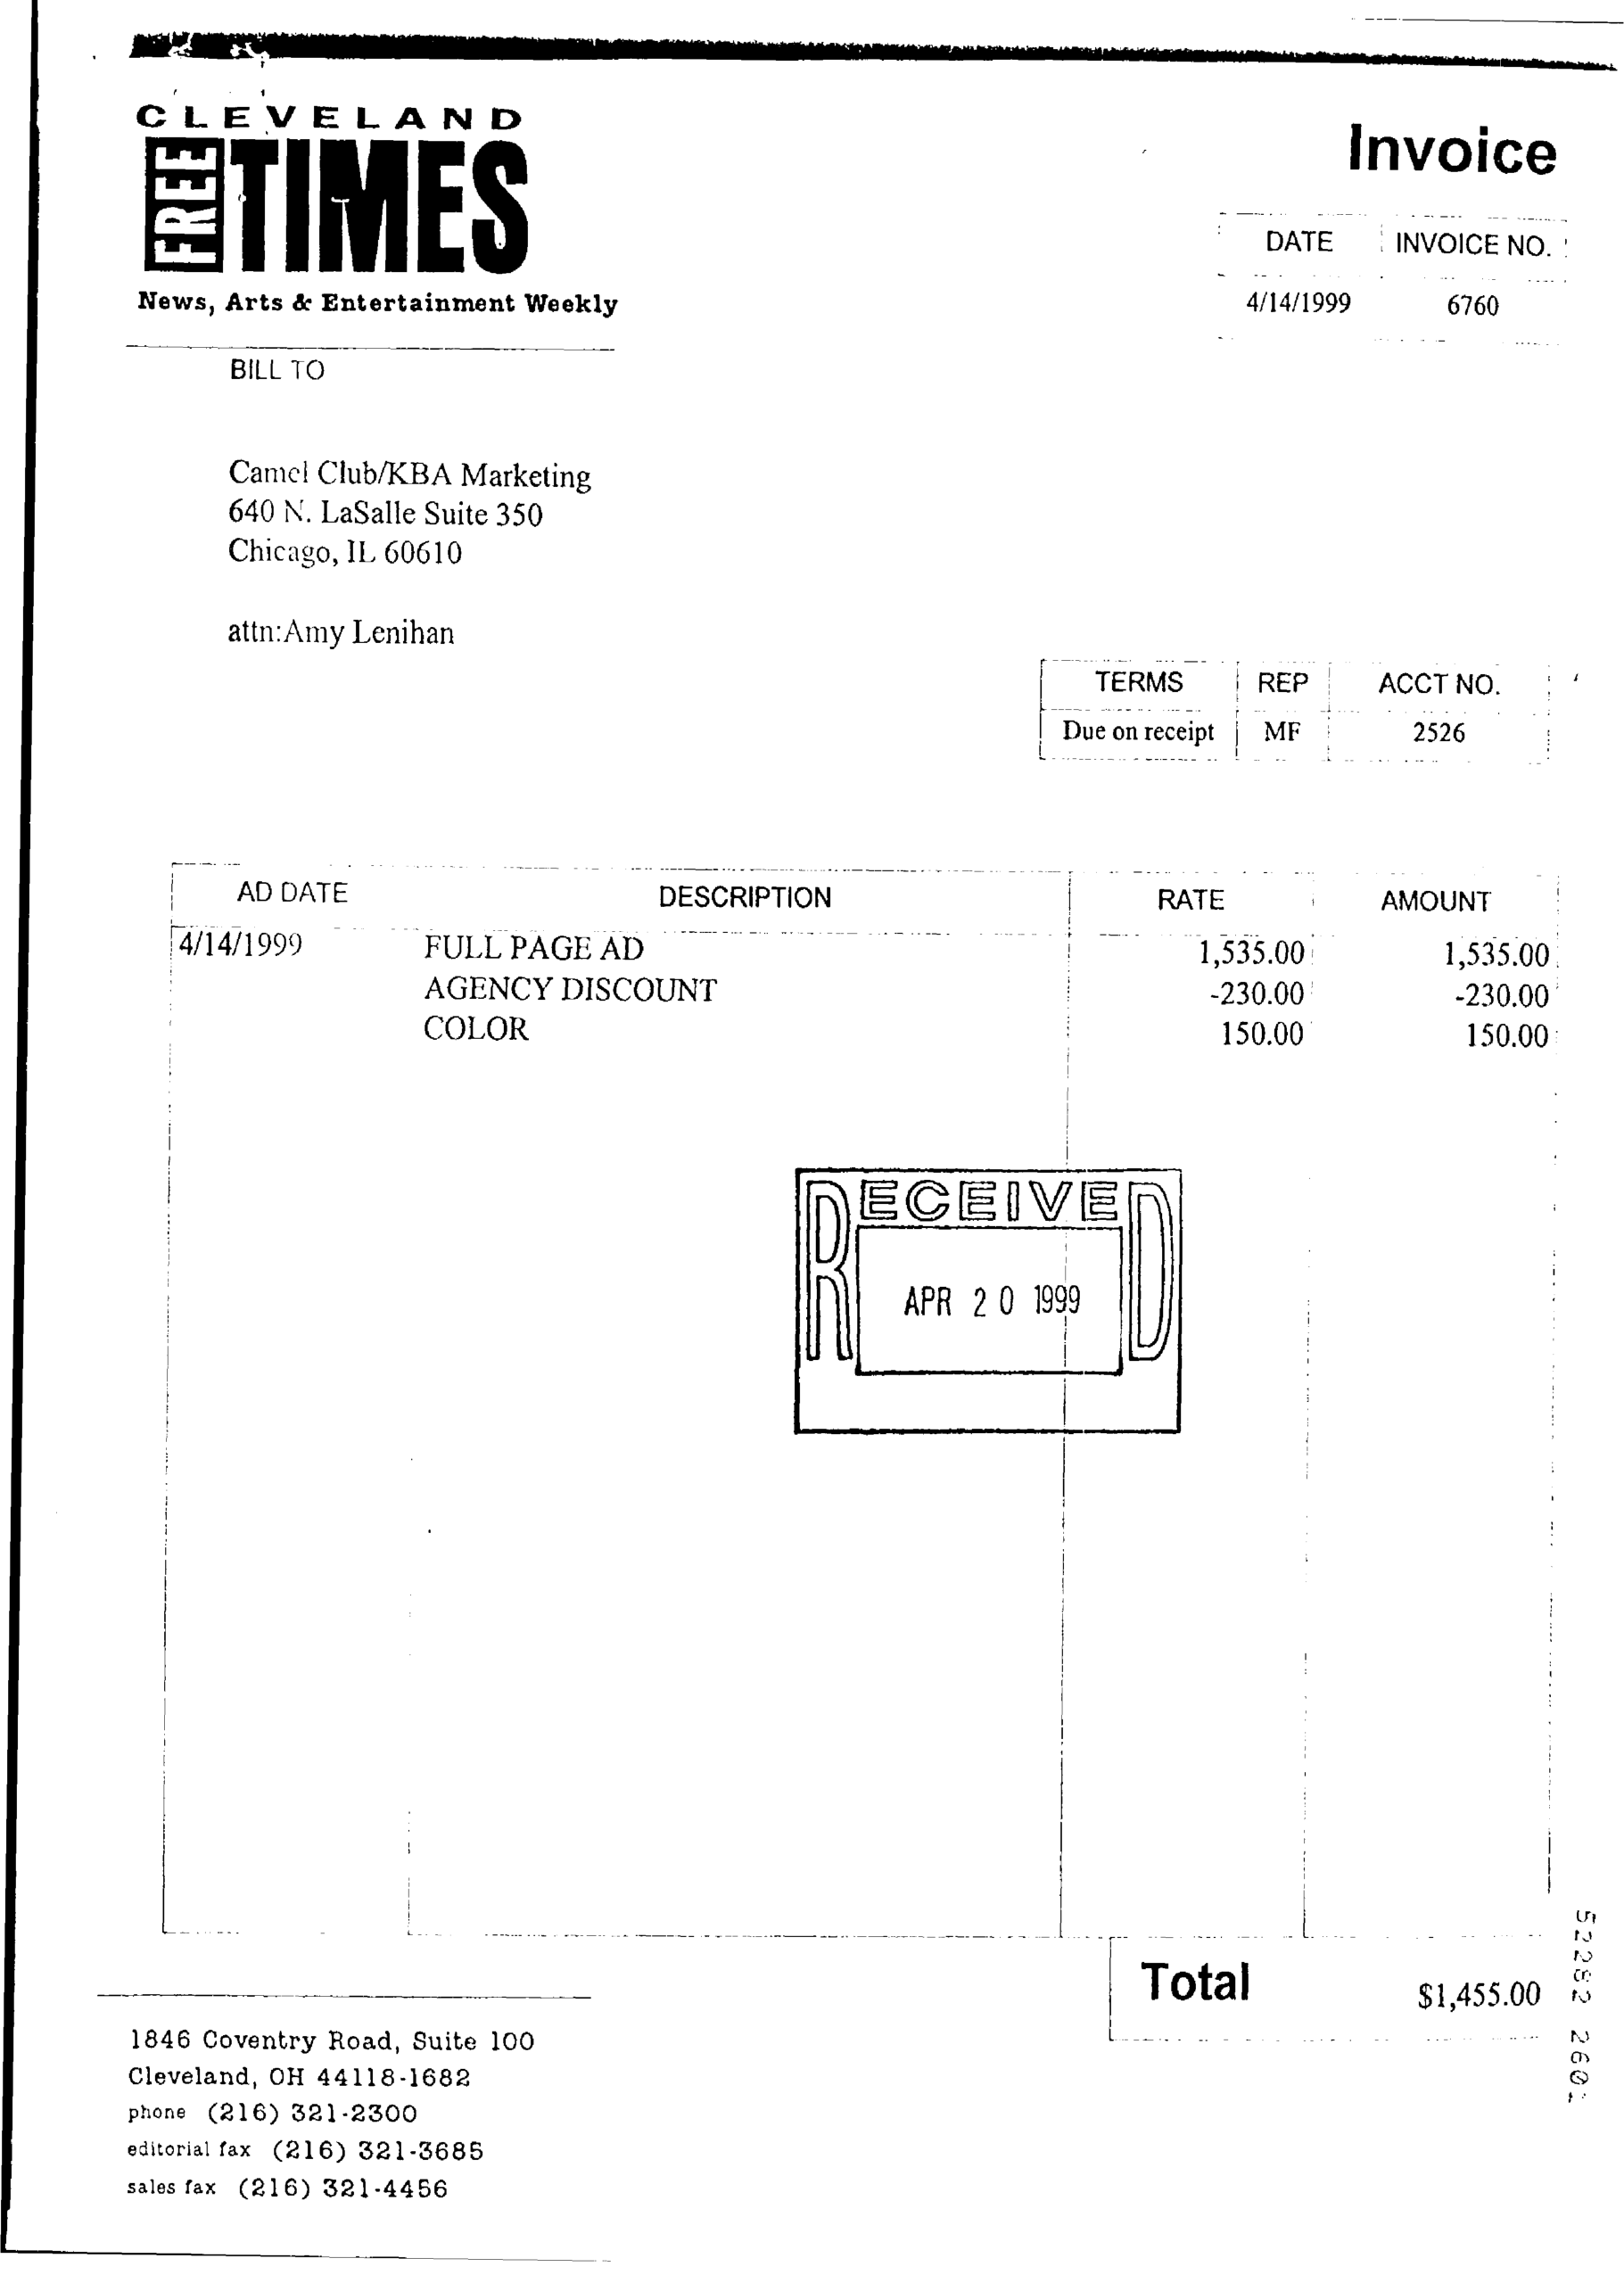 CLEVELAND
FREE TIMES
News, Arts & Entertainment Weekly
Invoice
DATE INVOICE NO.
4/14/1999 6760
BILL TO
Camel Club/KBA Marketing
640 N. LaSalle Suite 350
Chicago, IL 60610
attn:Amy Lenihan
TERMS REP ACCT NO.
Due on receipt MF 2526
AD DATE DESCRIPTION RATE AMOUNT
4/14/1999 FULL PAGE AD 1,535.00 1,535.00
AGENCY DISCOUNT -230.00 -230.00
COLOR 150.00 150.00
RECEIVED
APR 20 1999
Total $1,455.00
52282 2601
1846 Coventry Road, Suite 100
Cleveland, OH 44118-1682
phone (216) 321-2300
editorial fax (216) 321-3685
sales fax (216) 321-4456